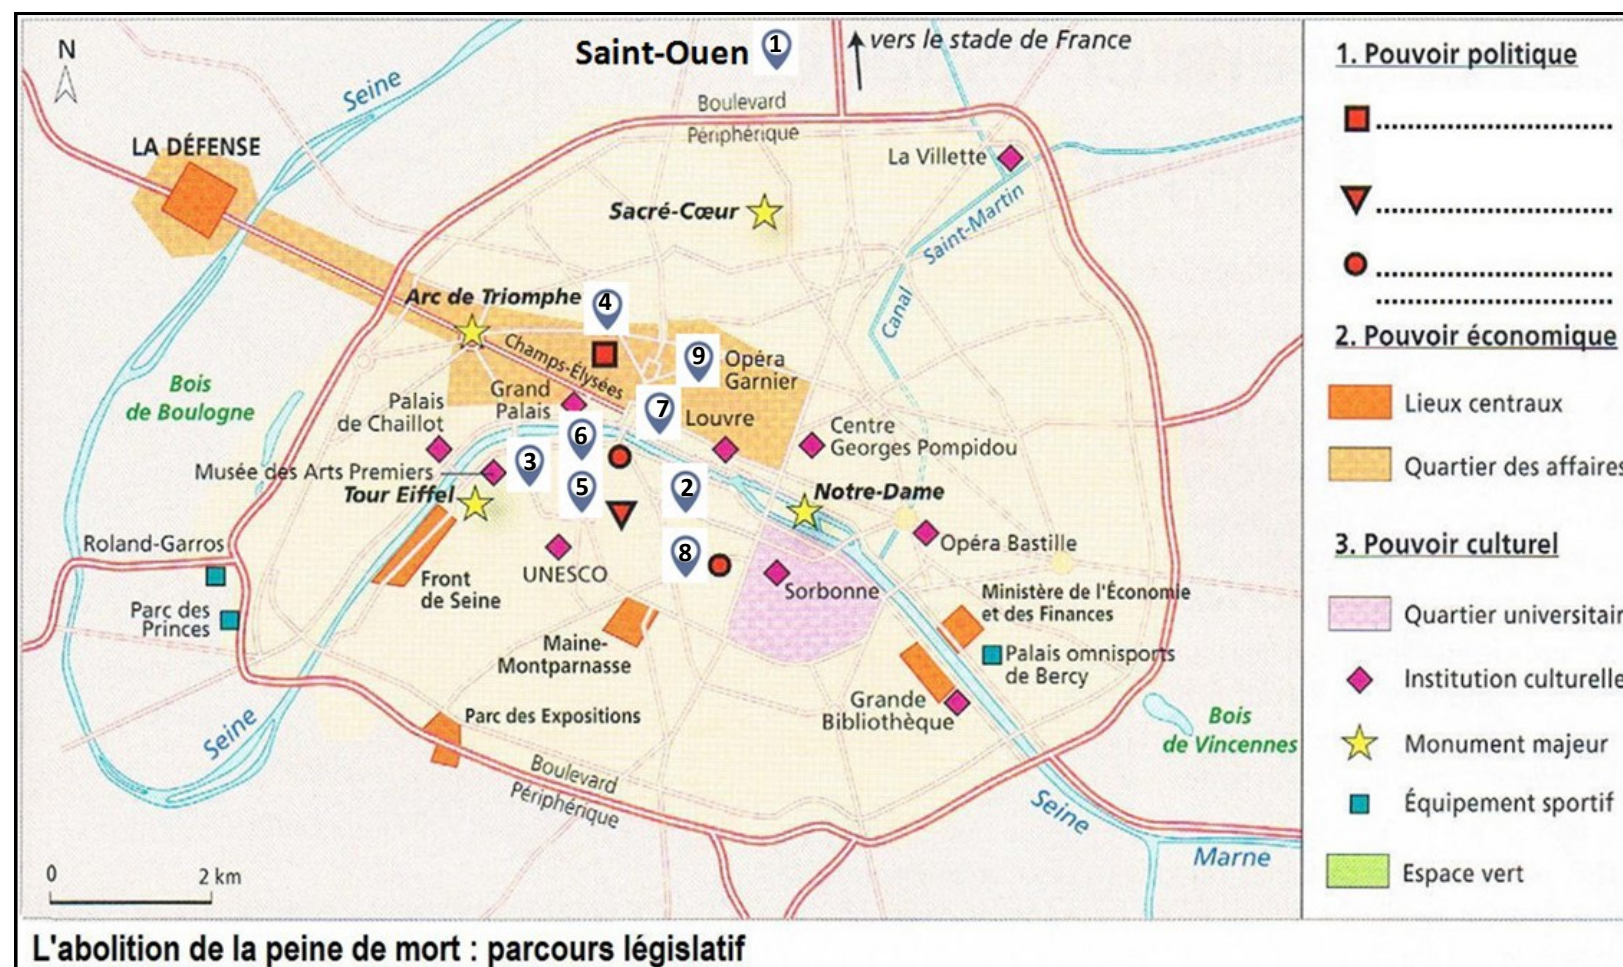 N
Saint-Ouen 1
vers le stade de France
Seine
Boulevard
Périphérique
LA DÉFENSE
La Villette
Sacré-Cœur
Saint-Martin
Canal
Arc de Triomphe
4
Champs-Élysées
9
Opéra
Garnier
Bois
de Boulogne
Grand
Palais
Palais
de Chaillot
7
Louvre
Centre
Georges Pompidou
6
Musée des Arts Premiers
3
Tour Eiffel
5
2
Notre-Dame
Roland-Garros
8
UNESCO
Opéra Bastille
Front
de Seine
Sorbonne
Ministère de l'Économie
et des Finances
Parc des
Princes
Maine-
Montparnasse
Palais omnisports
de Bercy
Grande
Bibliothèque
Seine
Parc des Expositions
Bois
de Vincennes
Boulevard
Périphérique
Seine
Marne
0 2 km
1. Pouvoir politique
........................................
........................................
........................................
........................................
2. Pouvoir économique
Lieux centraux
Quartier des affaires
3. Pouvoir culturel
Quartier universitair
Institution culturelle
Monument majeur
Équipement sportif
Espace vert
L'abolition de la peine de mort : parcours législatif